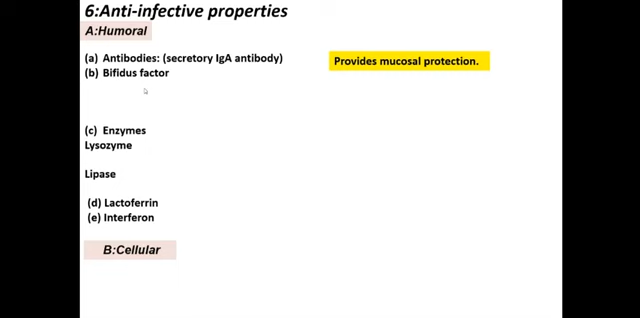 6:Anti-infective properties
A:Humoral
(a) Antibodies: (secretory IgA antibody)
Provides mucosal protection.
(b) Bifidus factor
(c) Enzymes
Lysozyme
Lipase
(d) Lactoferrin
(e) Interferon
B:Cellular